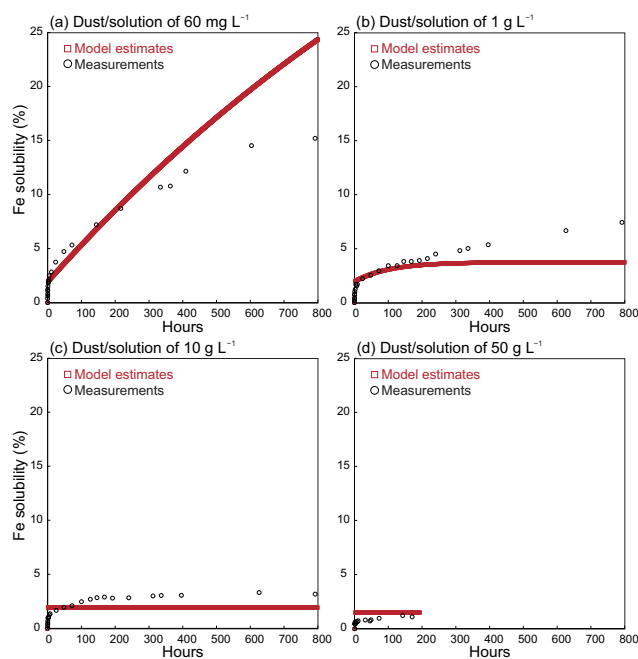 (a) Dust/solution of 60 mg L⁻¹
Model estimates
Measurements
Fe solubility (%)
25
20
15
10
5
0
0 100 200 300 400 500 600 700 800
Hours
(b) Dust/solution of 1 g L⁻¹
Model estimates
Measurements
25
20
15
10
5
0
0 100 200 300 400 500 600 700 800
Hours
(c) Dust/solution of 10 g L⁻¹
Model estimates
Measurements
Fe solubility (%)
25
20
15
10
5
0
0 100 200 300 400 500 600 700 800
Hours
(d) Dust/solution of 50 g L⁻¹
Model estimates
Measurements
25
20
15
10
5
0
0 100 200 300 400 500 600 700 800
Hours